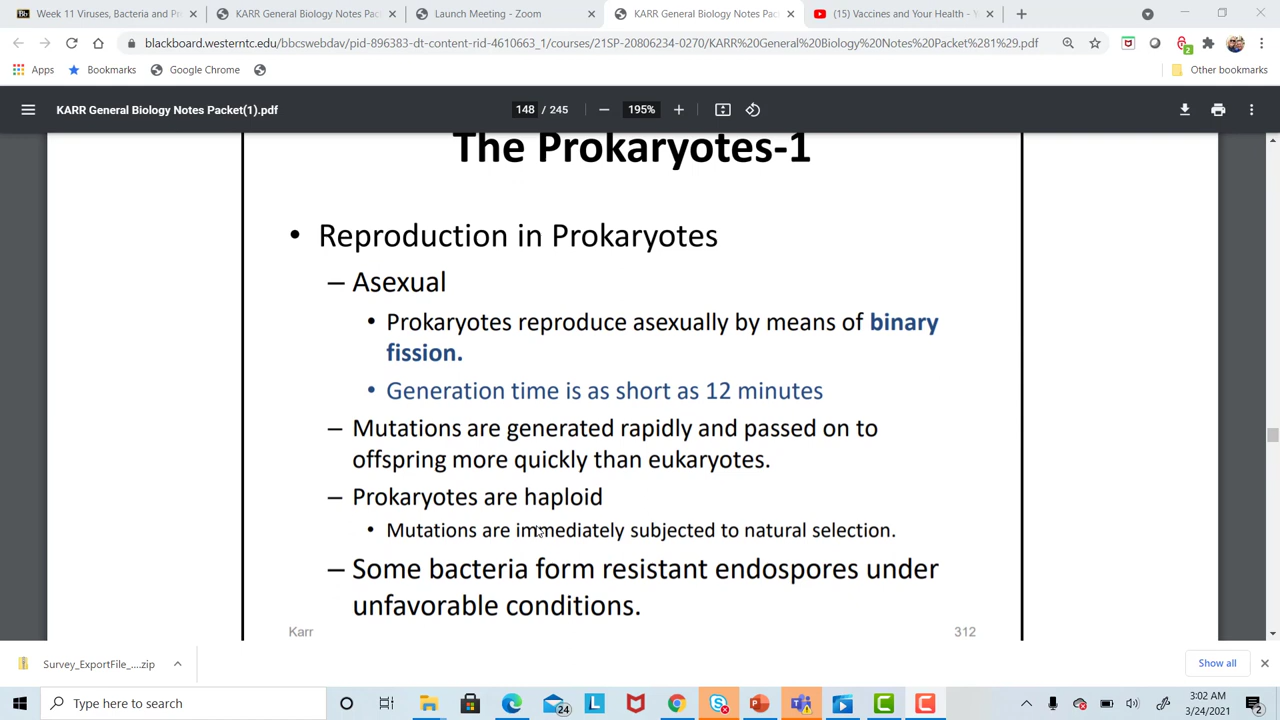 Week 11 Viruses, Bacteria and Pr
KARR General Biology Notes Pac
Launch Meeting - Zoom
KARR General Biology Notes Pac
(15) Vaccines and Your Health - Y
blackboard.westerntc.edu/bbcswebdav/pid-896383-dt-content-rid-4610663_1/courses/21SP-20806234-0270/KARR%20General%20Biology%20Notes%20Packet%281%29.pdf
Apps
Bookmarks
Google Chrome
Other bookmarks
KARR General Biology Notes Packet(1).pdf
148 / 245
195%
The Prokaryotes-1
• Reproduction in Prokaryotes
– Asexual
• Prokaryotes reproduce asexually by means of binary
fission.
• Generation time is as short as 12 minutes
– Mutations are generated rapidly and passed on to
offspring more quickly than eukaryotes.
– Prokaryotes are haploid
• Mutations are immediately subjected to natural selection.
– Some bacteria form resistant endospores under
unfavorable conditions.
Karr
312
Survey_ExportFile_....zip
Show all
Type here to search
24
3:02 AM
3/24/2021
2